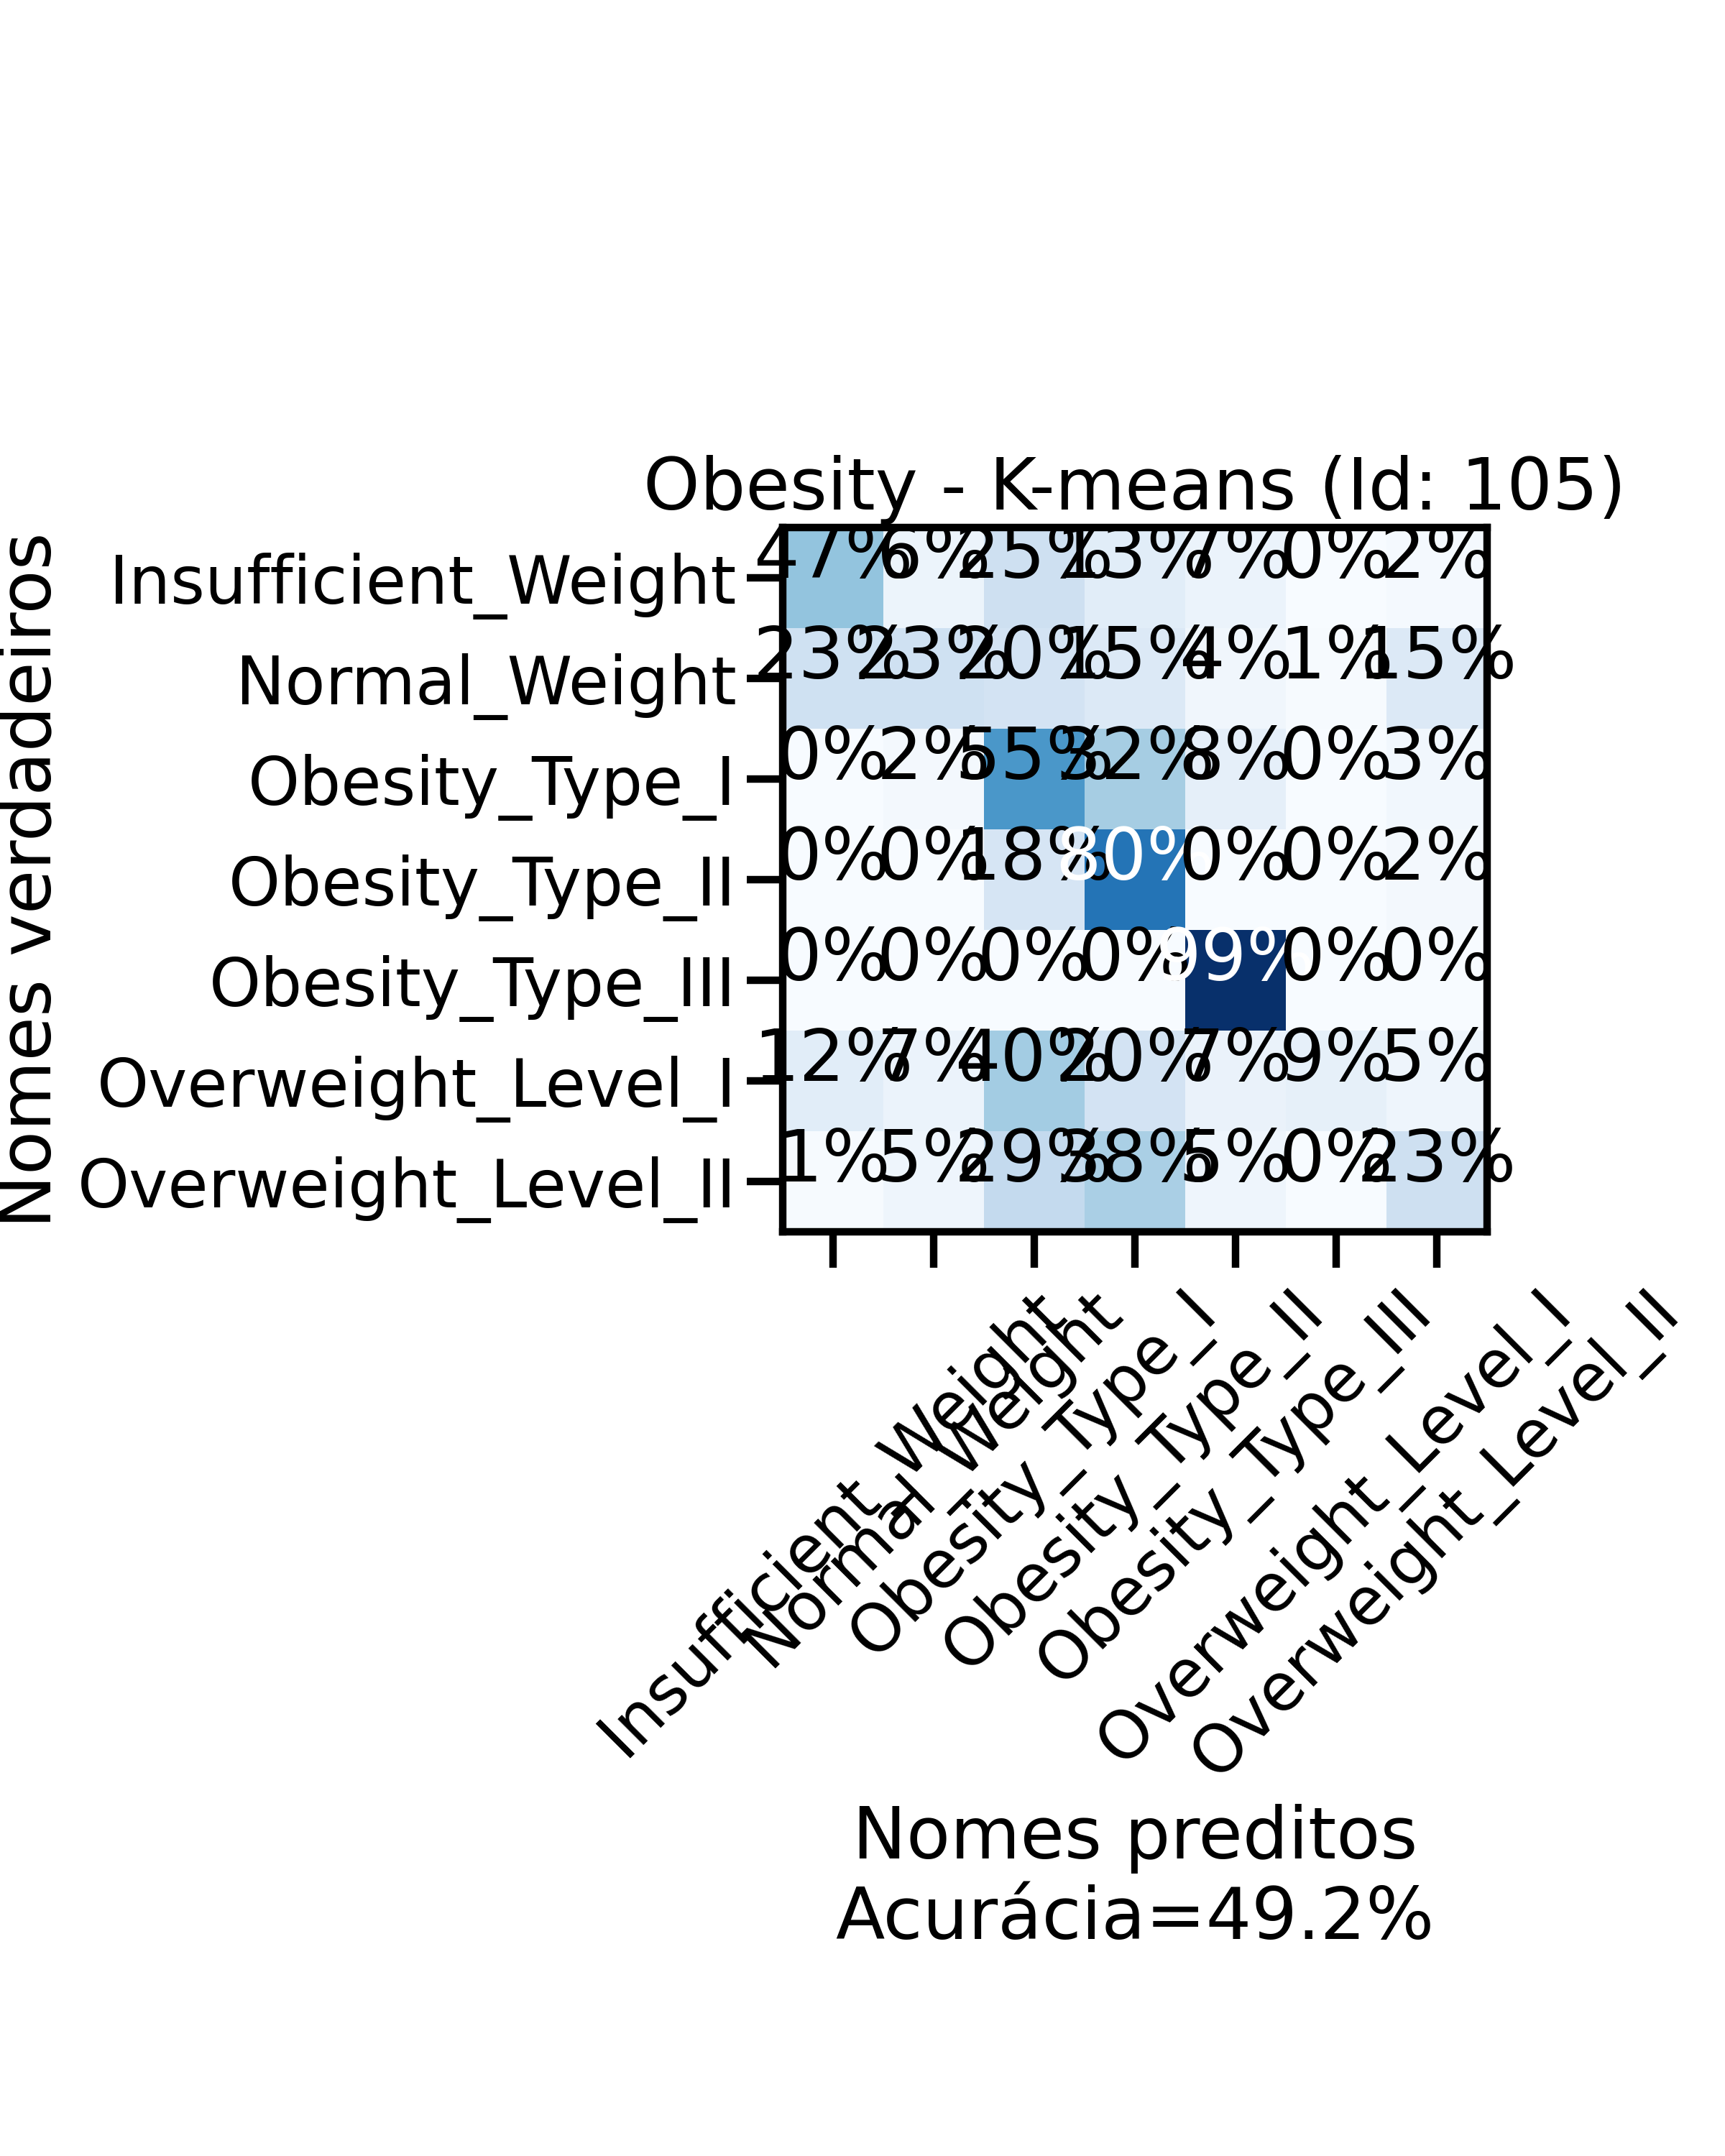 Obesity - K-means (Id: 105)
Nomes verdadeiros
Insufficient_Weight 47% 6% 25% 13% 7% 0% 2%
Normal_Weight 23% 23% 20% 15% 4% 1% 15%
Obesity_Type_I 0% 2% 55% 32% 8% 0% 3%
Obesity_Type_II 0% 0% 18% 80% 0% 0% 2%
Obesity_Type_III 0% 0% 0% 0% 99% 0% 0%
Overweight_Level_I 12% 7% 40% 20% 7% 9% 5%
Overweight_Level_II 1% 5% 29% 38% 5% 0% 23%
Insufficient_Weight
Normal_Weight
Obesity_Type_I
Obesity_Type_II
Obesity_Type_III
Overweight_Level_I
Overweight_Level_II
Nomes preditos
Acurácia=49.2%